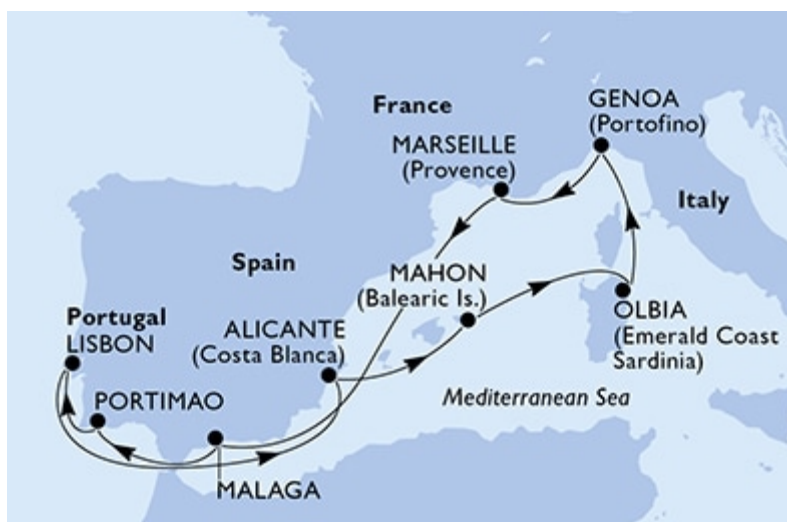 France
GENOA
(Portofino)
MARSEILLE
(Provence)
Italy
Spain
MAHON
(Balearic Is.)
Portugal
LISBON
ALICANTE
(Costa Blanca)
OLBIA
(Emerald Coast
Sardinia)
PORTIMAO
Mediterranean Sea
MALAGA